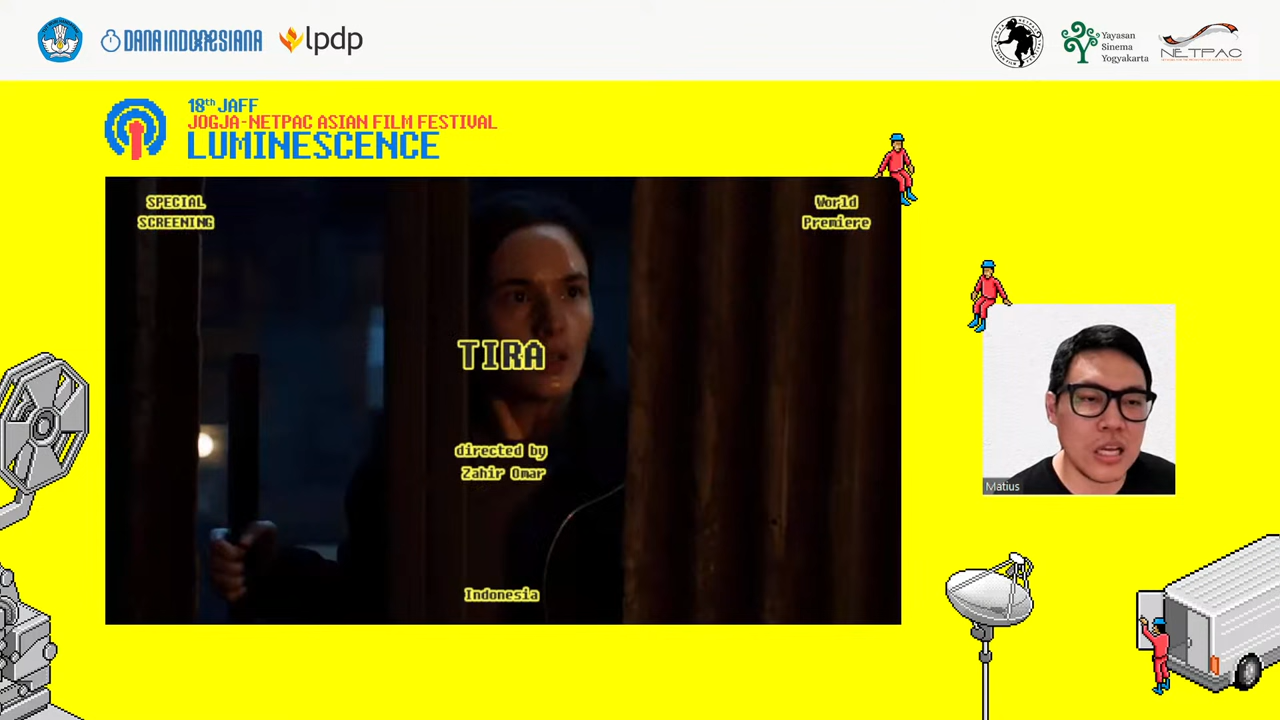 DANA INDONESIANA
lpdp
Yayasan
Sinema
Yogyakarta
NETPAC
18th JAFF
JOGJA-NETPAC ASIAN FILM FESTIVAL
LUMINESCENCE
SPECIAL
SCREENING
World
Premiere
TIRA
directed by
Zahir Omar
Indonesia
Matius